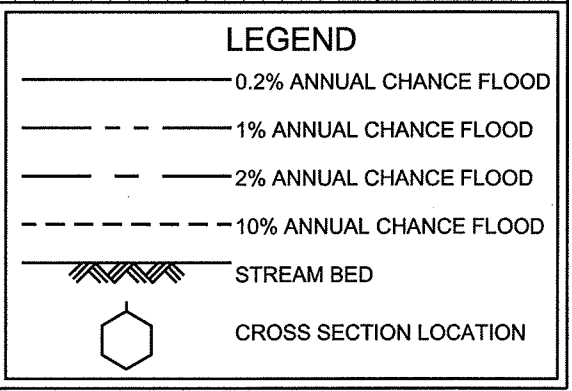 LEGEND
0.2% ANNUAL CHANCE FLOOD
1% ANNUAL CHANCE FLOOD
2% ANNUAL CHANCE FLOOD
10% ANNUAL CHANCE FLOOD
STREAM BED
CROSS SECTION LOCATION